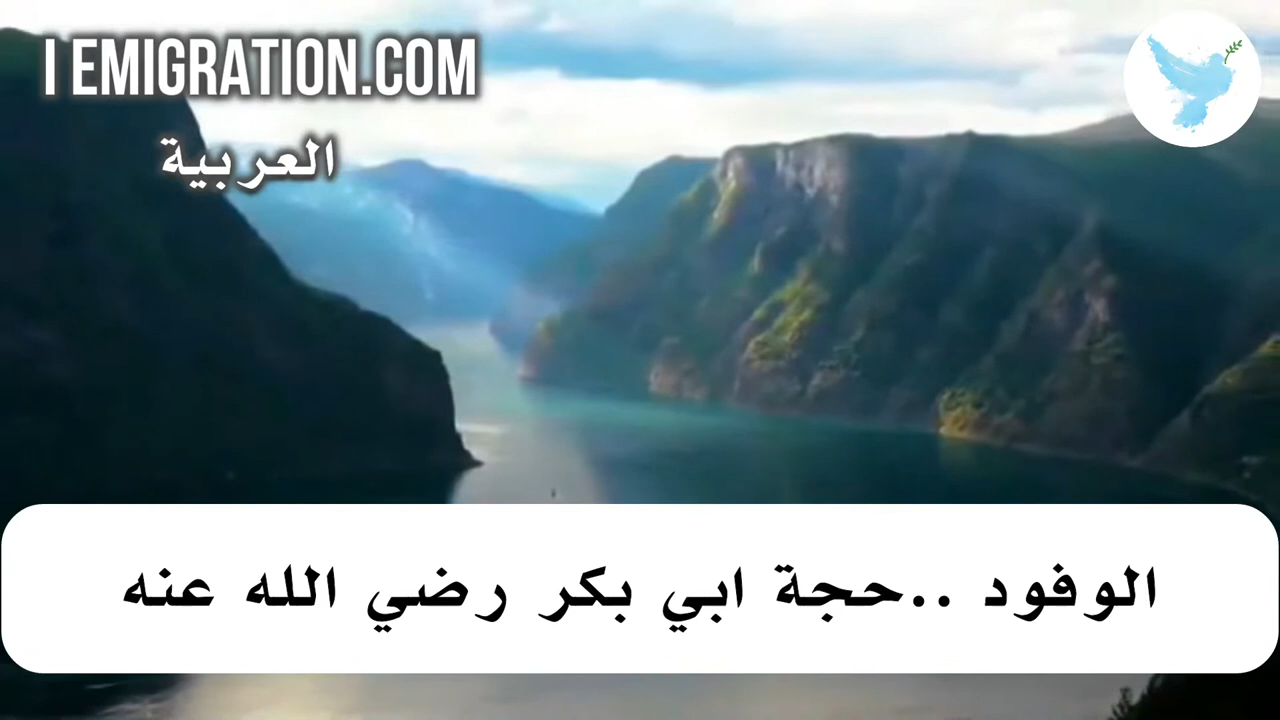 I EMIGRATION.COM
العربية
الوفود ..حجة ابي بكر رضي الله عنه